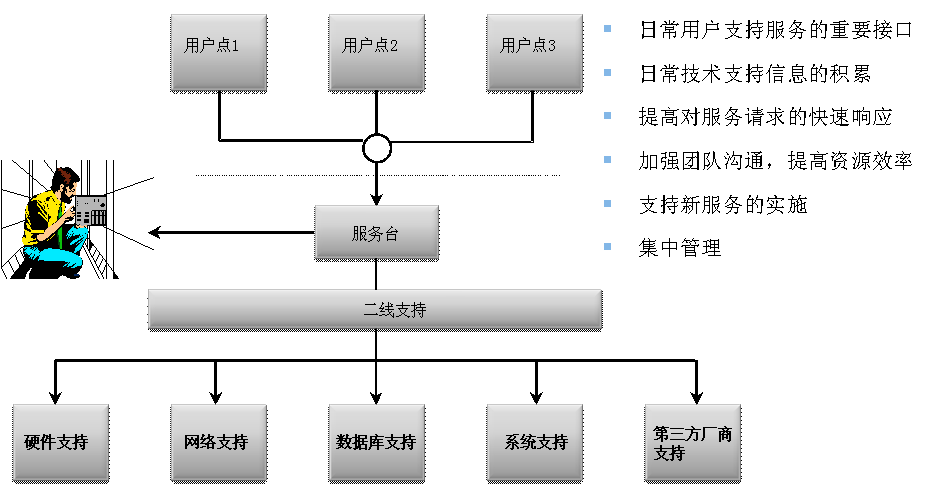 用户点1
用户点2
用户点3
服务台
二线支持
硬件支持
网络支持
数据库支持
系统支持
第三方厂商
支持
日常用户支持服务的重要接口
日常技术支持信息的积累
提高对服务请求的快速响应
加强团队沟通，提高资源效率
支持新服务的实施
集中管理